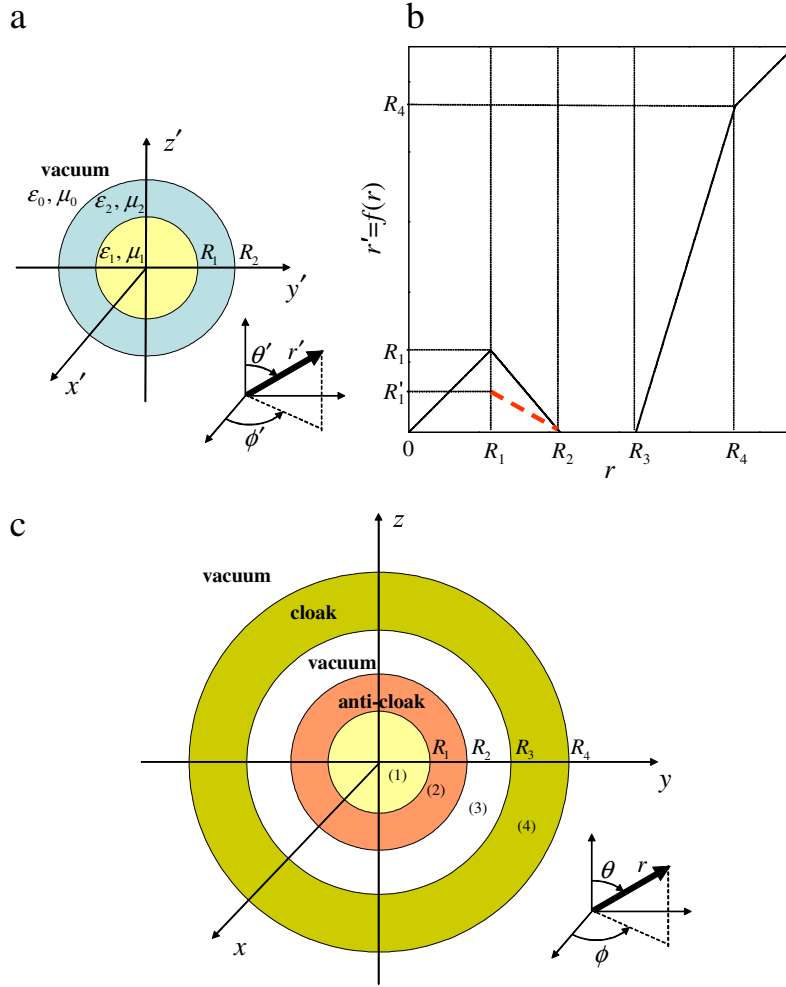 a
z′
vacuum
ε₀, μ₀
ε₂, μ₂
ε₁, μ₁
R₁
R₂
y′
x′
θ′
r′
ϕ′
b
r′=f(r)
R₄
R₁
R₁′
0
R₁
R₂
R₃
R₄
r
c
z
vacuum
cloak
vacuum
anti-cloak
R₁
R₂
R₃
R₄
(1)
(2)
(3)
(4)
y
x
θ
r
ϕ